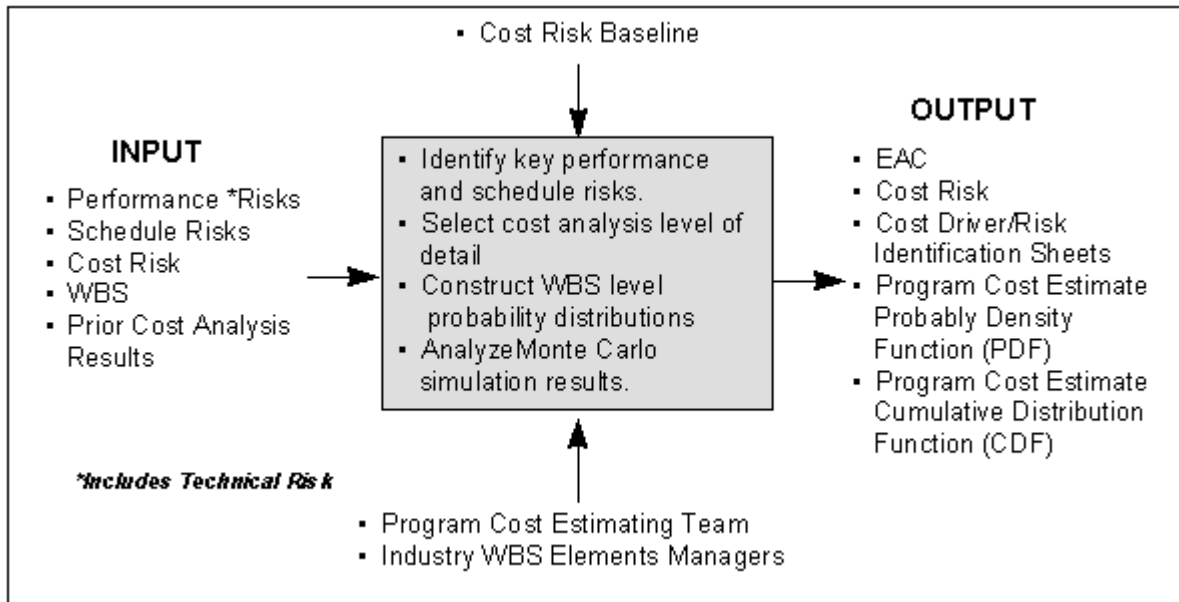 ▪ Cost Risk Baseline
INPUT
▪ Performance *Risks
▪ Schedule Risks
▪ Cost Risk
▪ WBS
▪ Prior Cost Analysis
Results
▪ Identify key performance
and schedule risks.
▪ Select cost analysis level of
detail
▪ Construct WBS level
probability distributions
▪ AnalyzeMonte Carlo
simulation results.
OUTPUT
▪ EAC
▪ Cost Risk
▪ Cost Driver/Risk
Identification Sheets
▪ Program Cost Estimate
Probably Density
Function (PDF)
▪ Program Cost Estimate
Cumulative Distribution
Function (CDF)
*Includes Technical Risk
▪ Program Cost Estimating Team
▪ Industry WBS Elements Managers